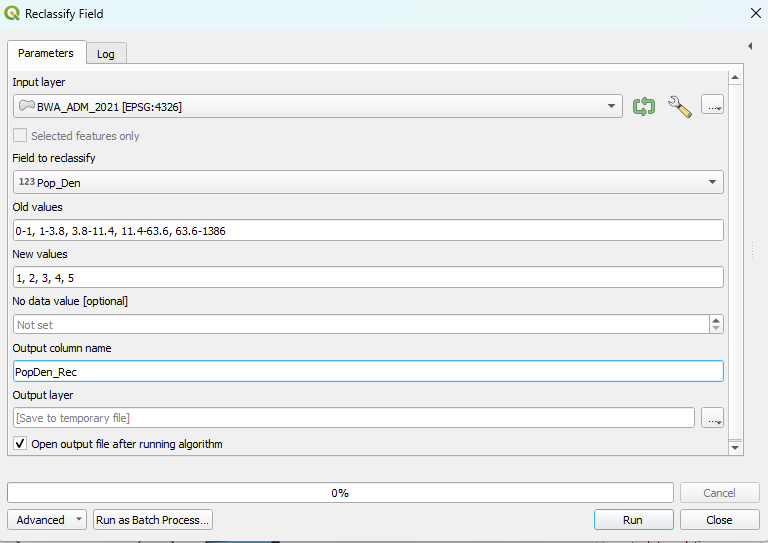 Reclassify Field
Parameters
Log
Input layer
BWA_ADM_2021 [EPSG:4326]
...
Selected features only
Field to reclassify
123 Pop_Den
Old values
0-1, 1-3.8, 3.8-11.4, 11.4-63.6, 63.6-1386
New values
1, 2, 3, 4, 5
No data value [optional]
Not set
Output column name
PopDen_Rec
Output layer
[Save to temporary file]
...
Open output file after running algorithm
0%
Cancel
Advanced
Run as Batch Process...
Run
Close